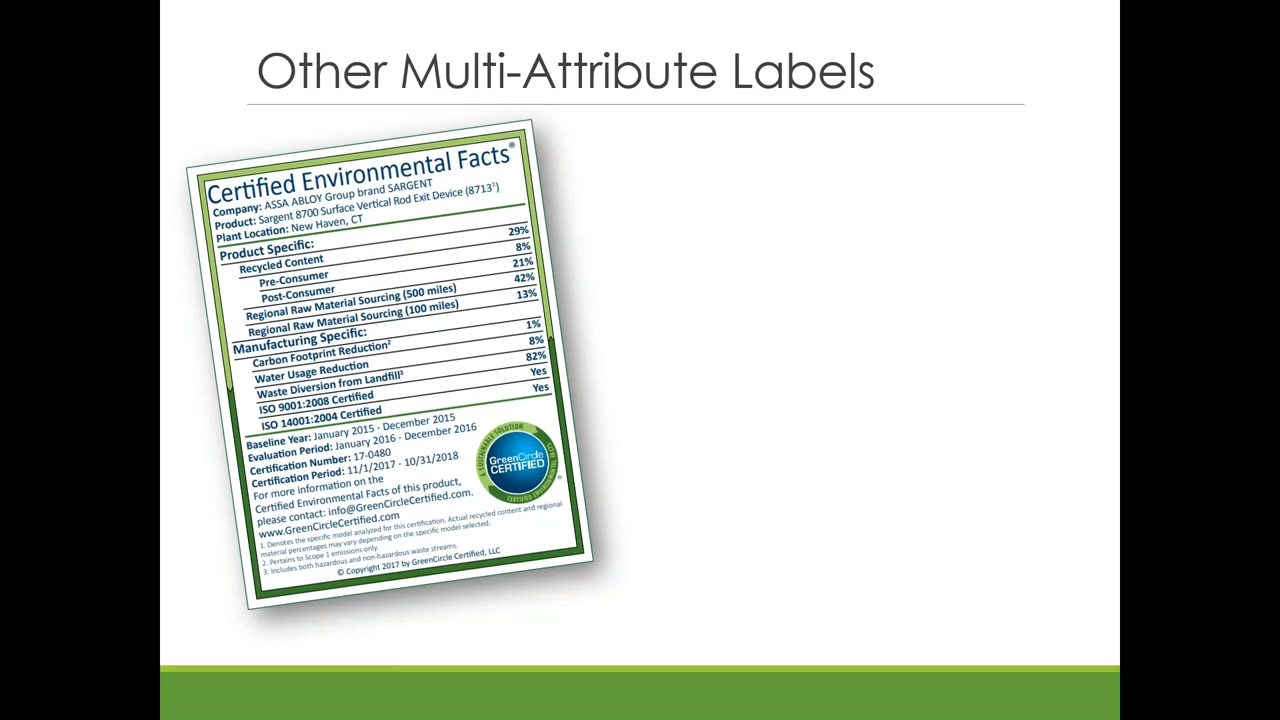 Other Multi-Attribute Labels
Certified Environmental Facts®
Company: ASSA ABLOY Group brand SARGENT
Product: Sargent 8700 Surface Vertical Rod Exit Device (8713¹)
Plant Location: New Haven, CT
Product Specific:
Recycled Content 29%
Pre-Consumer 8%
Post-Consumer 21%
Regional Raw Material Sourcing (500 miles) 42%
Regional Raw Material Sourcing (100 miles) 13%
Manufacturing Specific:
Carbon Footprint Reduction² 1%
Water Usage Reduction 8%
Waste Diversion from Landfill³ 82%
ISO 9001:2008 Certified Yes
ISO 14001:2004 Certified Yes
Baseline Year: January 2015 - December 2015
Evaluation Period: January 2016 - December 2016
Certification Number: 17-0480
Certification Period: 11/1/2017 - 10/31/2018
For more information on the
Certified Environmental Facts of this product,
please contact: info@GreenCircleCertified.com.
www.GreenCircleCertified.com
A SUSTAINABLE SOLUTION
GreenCircle
CERTIFIED
CERTIFIED ENVIRONMENTAL FACTS
1. Denotes the specific model analyzed for this certification. Actual recycled content and regional
material percentages may vary depending on the specific model selected.
2. Pertains to Scope 1 emissions only.
3. Includes both hazardous and non-hazardous waste streams.
© Copyright 2017 by GreenCircle Certified, LLC